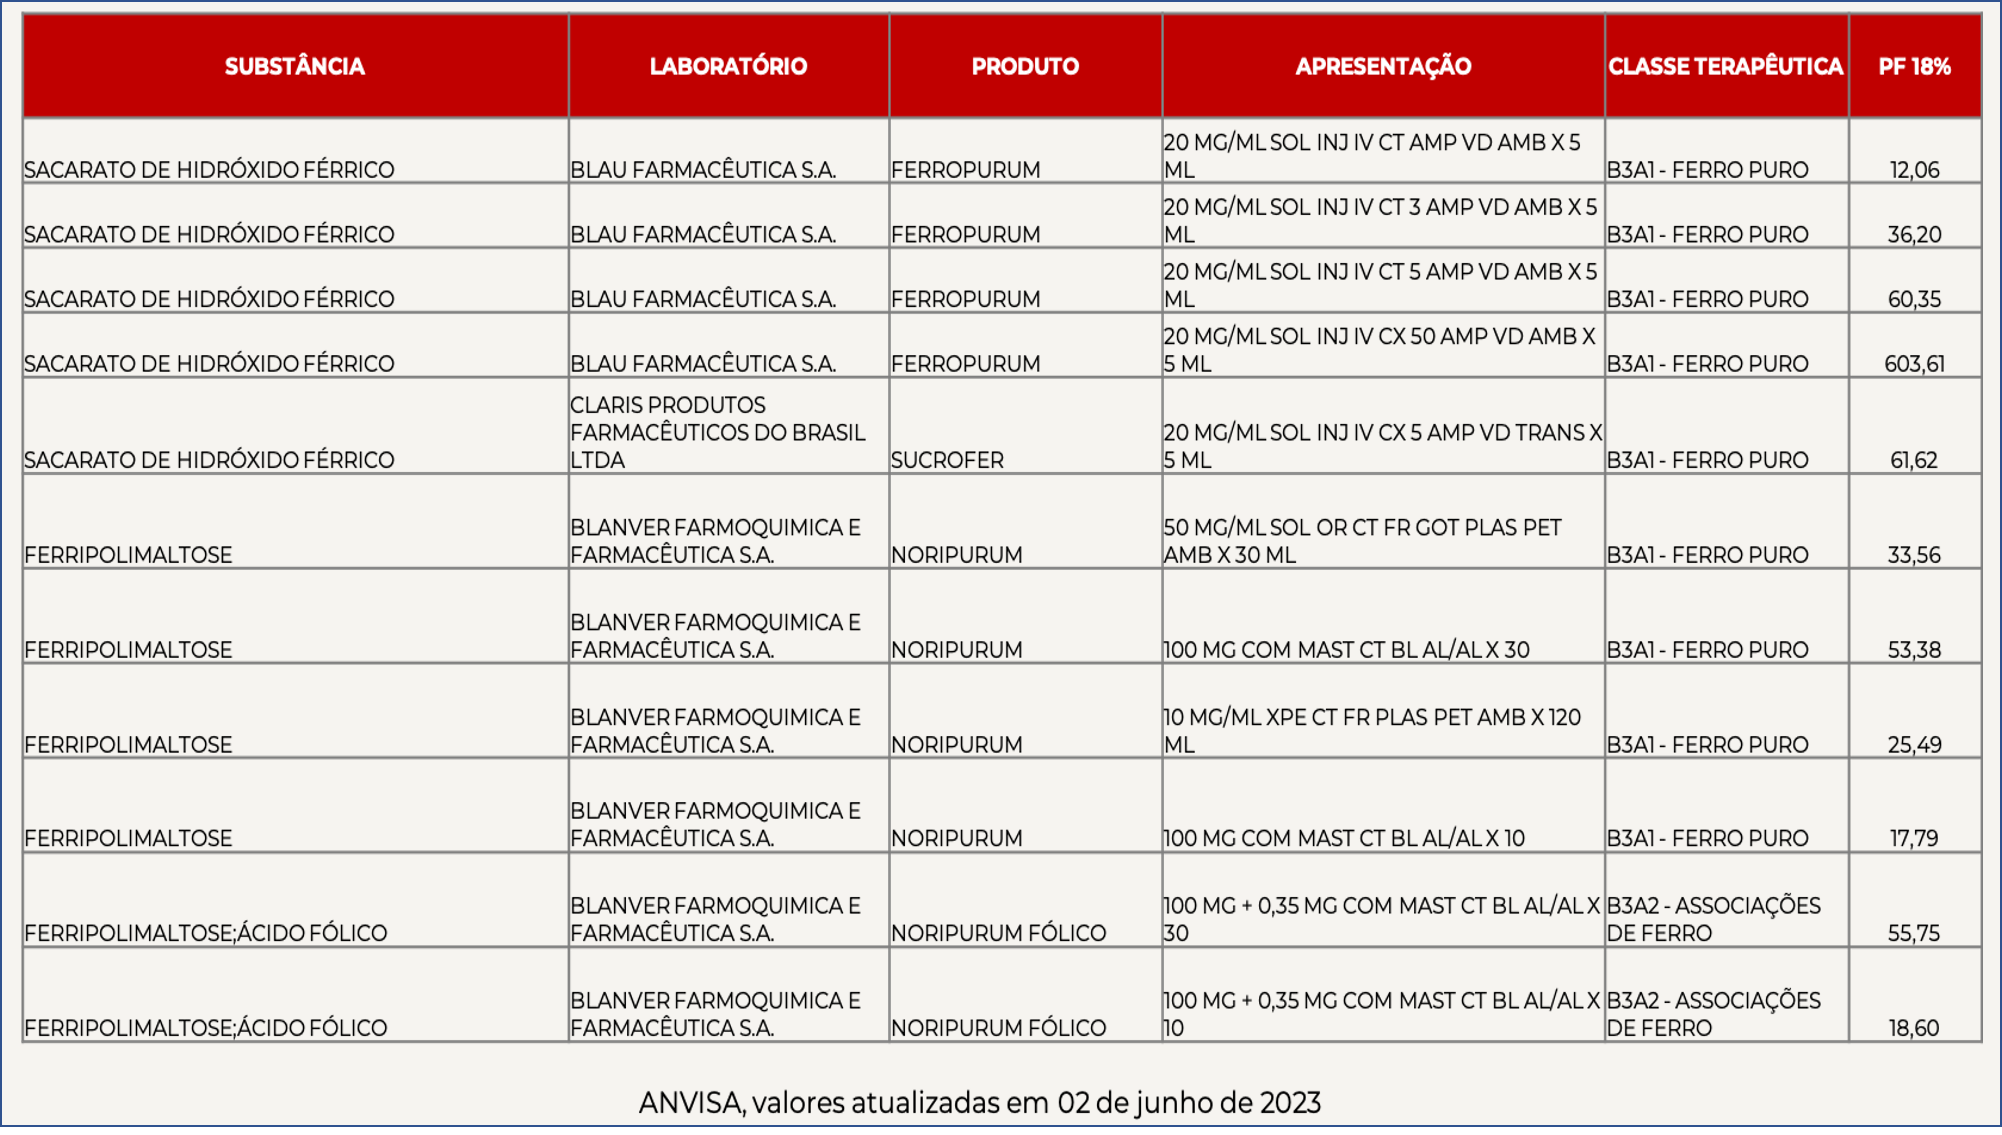 SUBSTÂNCIA LABORATÓRIO PRODUTO APRESENTAÇÃO CLASSE TERAPÊUTICA PF 18%
SACARATO DE HIDRÓXIDO FÉRRICO BLAU FARMACÊUTICA S.A. FERROPURUM 20 MG/ML SOL INJ IV CT AMP VD AMB X 5 ML B3A1 - FERRO PURO 12,06
SACARATO DE HIDRÓXIDO FÉRRICO BLAU FARMACÊUTICA S.A. FERROPURUM 20 MG/ML SOL INJ IV CT 3 AMP VD AMB X 5 ML B3A1 - FERRO PURO 36,20
SACARATO DE HIDRÓXIDO FÉRRICO BLAU FARMACÊUTICA S.A. FERROPURUM 20 MG/ML SOL INJ IV CT 5 AMP VD AMB X 5 ML B3A1 - FERRO PURO 60,35
SACARATO DE HIDRÓXIDO FÉRRICO BLAU FARMACÊUTICA S.A. FERROPURUM 20 MG/ML SOL INJ IV CX 50 AMP VD AMB X 5 ML B3A1 - FERRO PURO 603,61
SACARATO DE HIDRÓXIDO FÉRRICO CLARIS PRODUTOS FARMACÊUTICOS DO BRASIL LTDA SUCROFER 20 MG/ML SOL INJ IV CX 5 AMP VD TRANS X 5 ML B3A1 - FERRO PURO 61,62
FERRIPOLIMALTOSE BLANVER FARMOQUIMICA E FARMACÊUTICA S.A. NORIPURUM 50 MG/ML SOL OR CT FR GOT PLAS PET AMB X 30 ML B3A1 - FERRO PURO 33,56
FERRIPOLIMALTOSE BLANVER FARMOQUIMICA E FARMACÊUTICA S.A. NORIPURUM 100 MG COM MAST CT BL AL/AL X 30 B3A1 - FERRO PURO 53,38
FERRIPOLIMALTOSE BLANVER FARMOQUIMICA E FARMACÊUTICA S.A. NORIPURUM 10 MG/ML XPE CT FR PLAS PET AMB X 120 ML B3A1 - FERRO PURO 25,49
FERRIPOLIMALTOSE BLANVER FARMOQUIMICA E FARMACÊUTICA S.A. NORIPURUM 100 MG COM MAST CT BL AL/AL X 10 B3A1 - FERRO PURO 17,79
FERRIPOLIMALTOSE;ÁCIDO FÓLICO BLANVER FARMOQUIMICA E FARMACÊUTICA S.A. NORIPURUM FÓLICO 100 MG + 0,35 MG COM MAST CT BL AL/AL X 30 B3A2 - ASSOCIAÇÕES DE FERRO 55,75
FERRIPOLIMALTOSE;ÁCIDO FÓLICO BLANVER FARMOQUIMICA E FARMACÊUTICA S.A. NORIPURUM FÓLICO 100 MG + 0,35 MG COM MAST CT BL AL/AL X 10 B3A2 - ASSOCIAÇÕES DE FERRO 18,60
ANVISA, valores atualizadas em 02 de junho de 2023